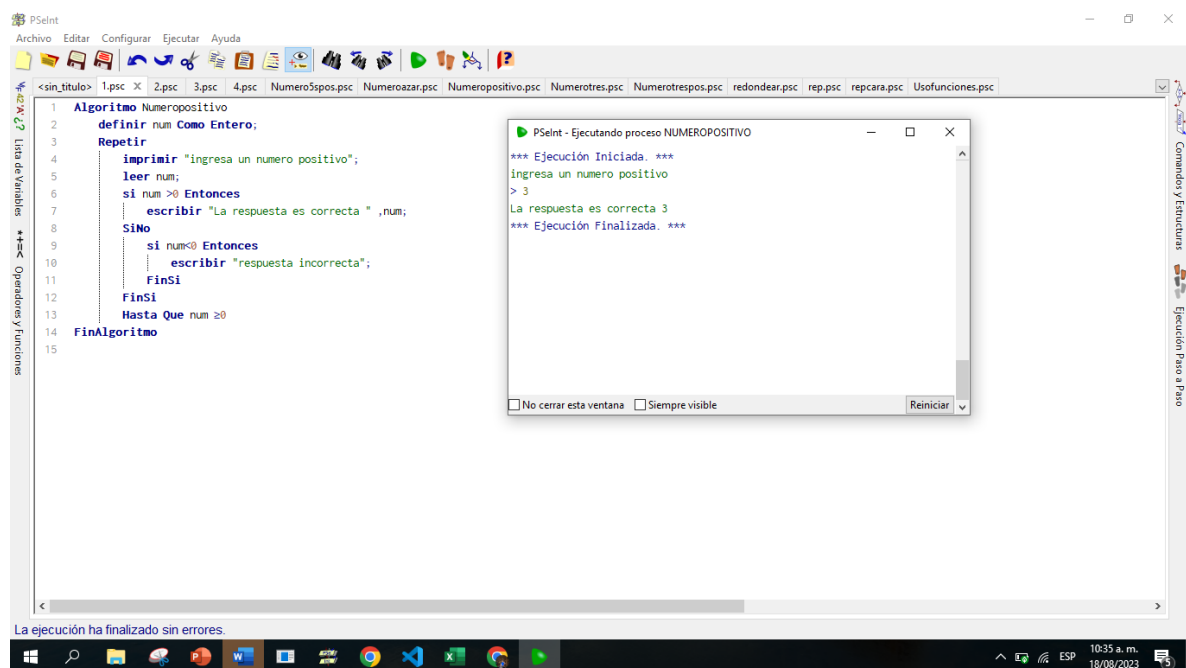 PSeInt
Archivo Editar Configurar Ejecutar Ayuda
<sin_titulo> 1.psc X 2.psc 3.psc 4.psc Numero5spos.psc Numeroazar.psc Numeropositivo.psc Numerotres.psc Numerotrespos.psc redondear.psc rep.psc repcara.psc Usofunciones.psc
1 Algoritmo Numeropositivo
2 definir num Como Entero;
3 Repetir
4 imprimir "ingresa un numero positivo";
5 leer num;
6 si num >0 Entonces
7 escribir "La respuesta es correcta " ,num;
8 SiNo
9 si num<0 Entonces
10 escribir "respuesta incorrecta";
11 FinSi
12 FinSi
13 Hasta Que num ≥0
14 FinAlgoritmo
15
PSeInt - Ejecutando proceso NUMEROPOSITIVO
*** Ejecución Iniciada. ***
ingresa un numero positivo
> 3
La respuesta es correcta 3
*** Ejecución Finalizada. ***
No cerrar esta ventana Siempre visible Reiniciar
Lista de Variables
*+=< Operadores y Funciones
Comandos y Estructuras
Ejecución Paso a Paso
La ejecución ha finalizado sin errores.
ESP
10:35 a. m.
18/08/2023
5